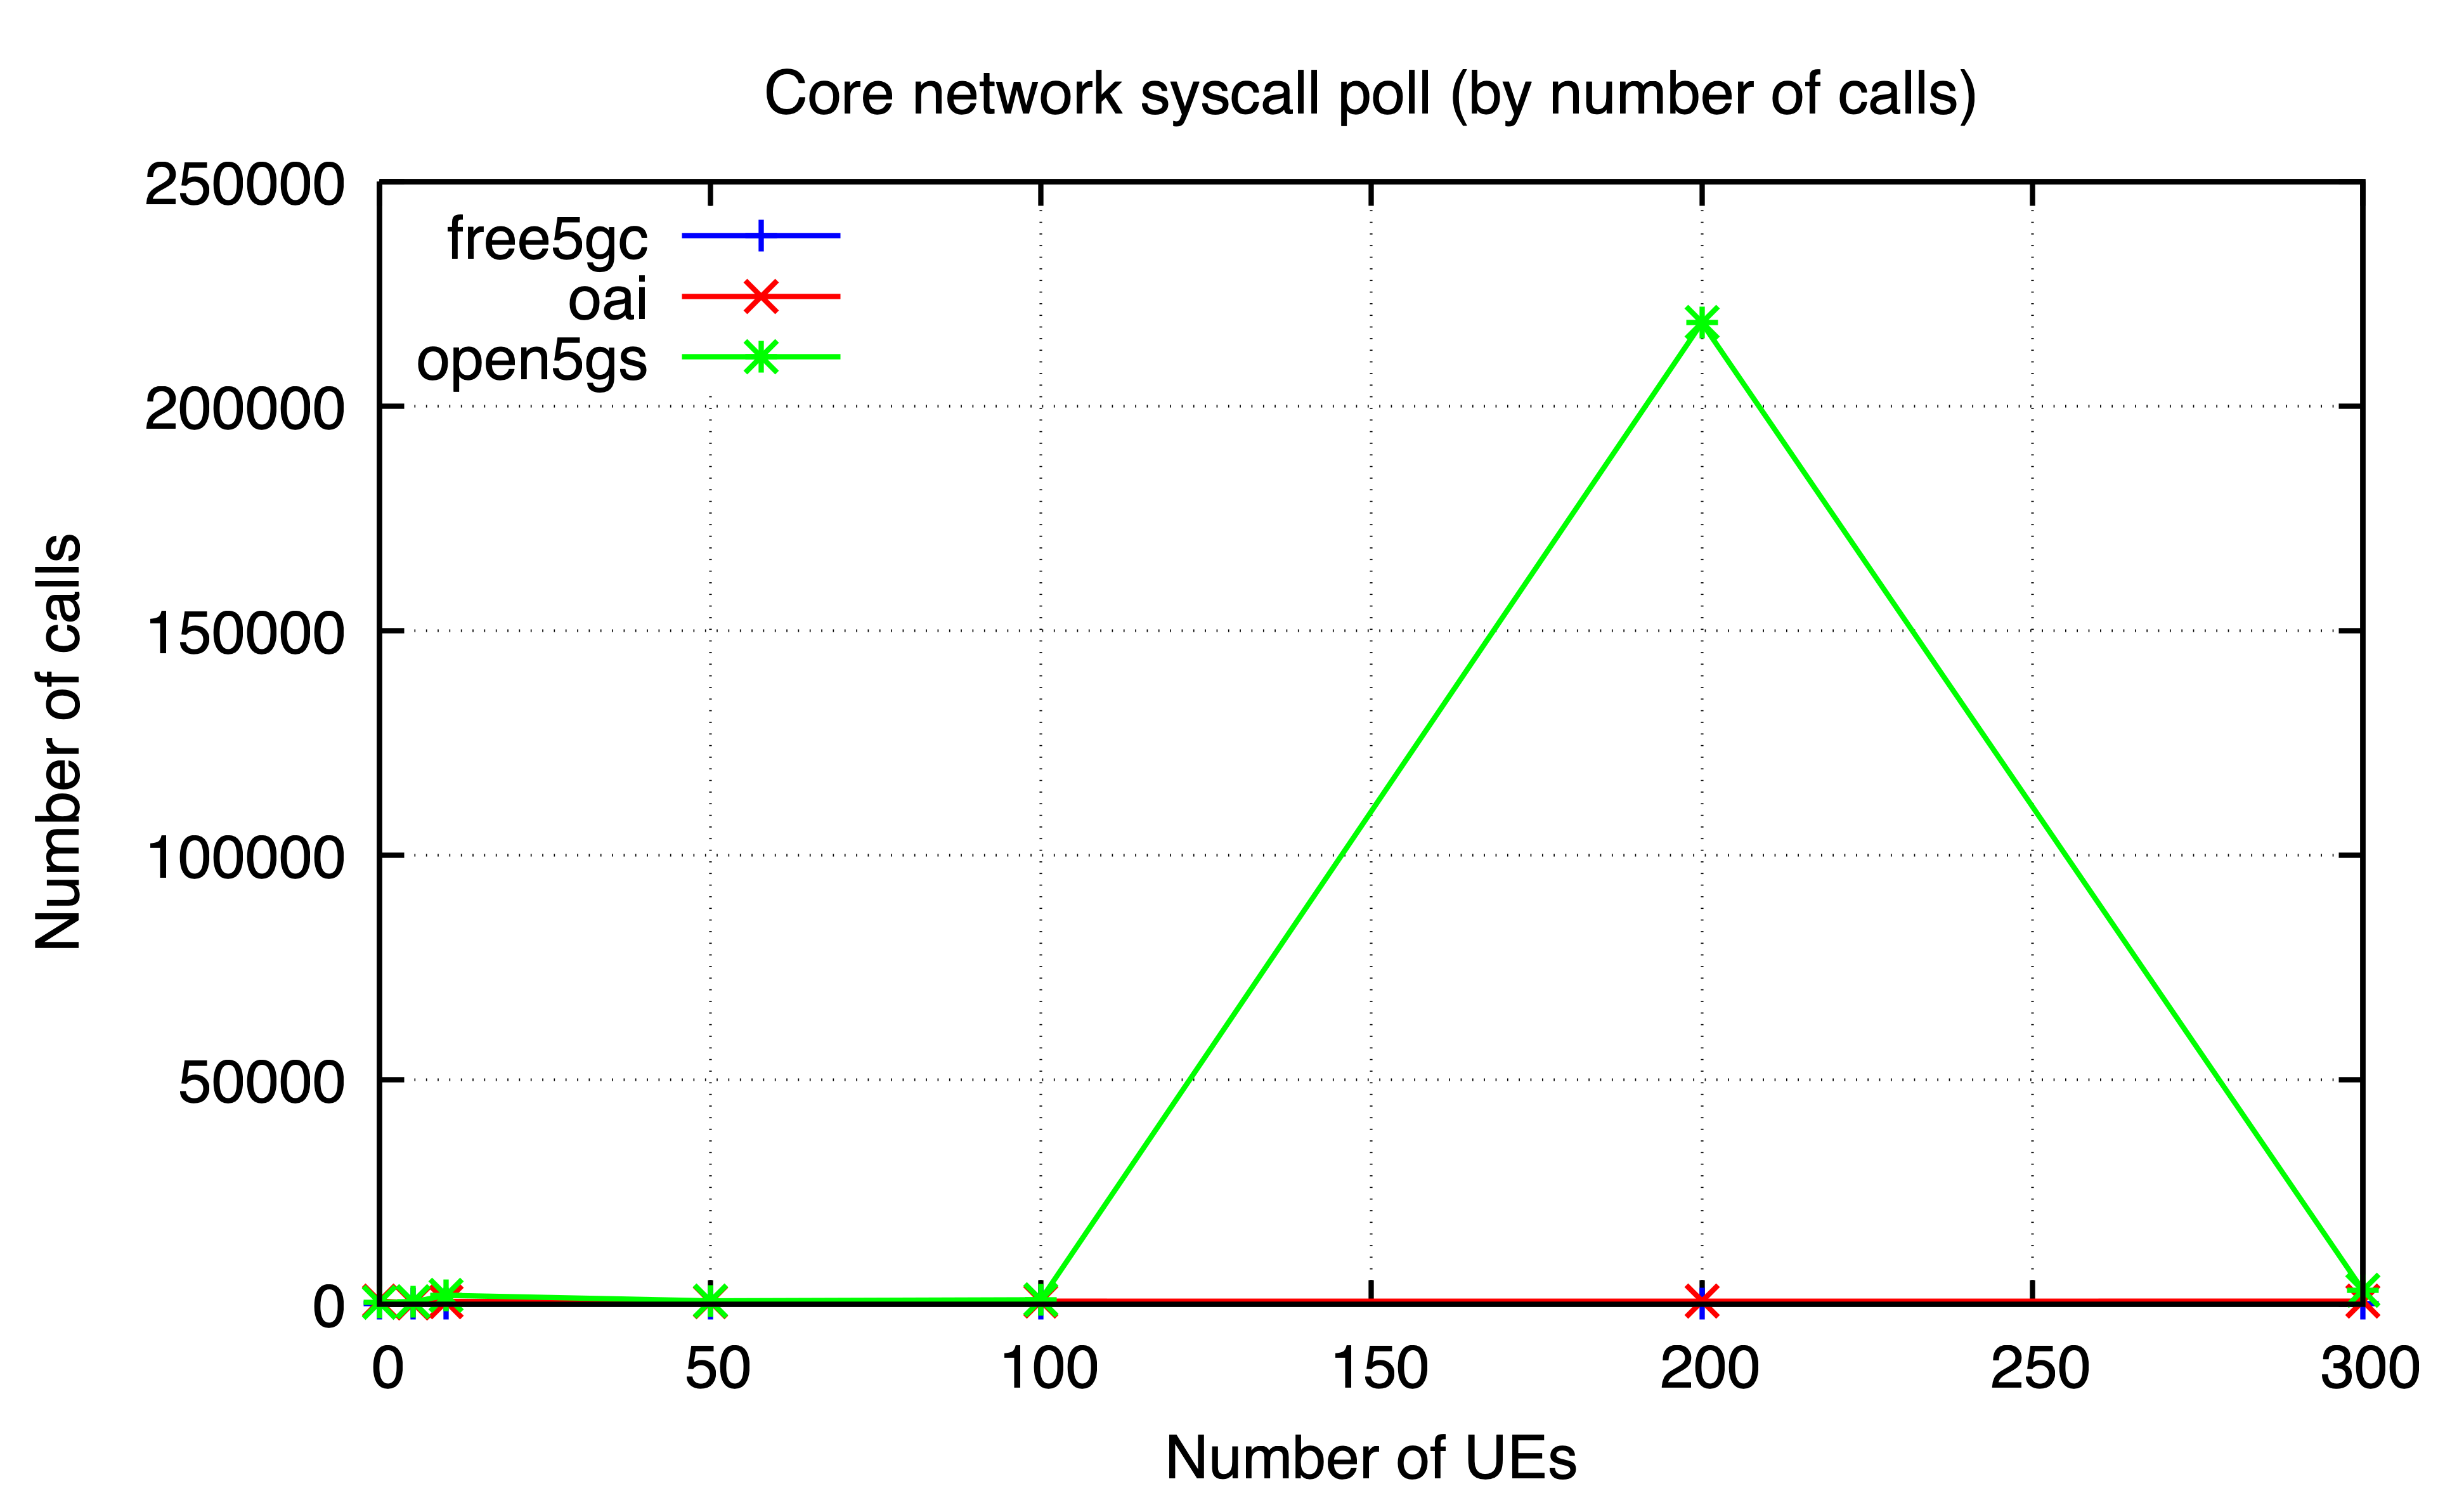 Core network syscall poll (by number of calls)
250000
200000
150000
100000
50000
0
Number of calls
free5gc
oai
open5gs
0 50 100 150 200 250 300
Number of UEs